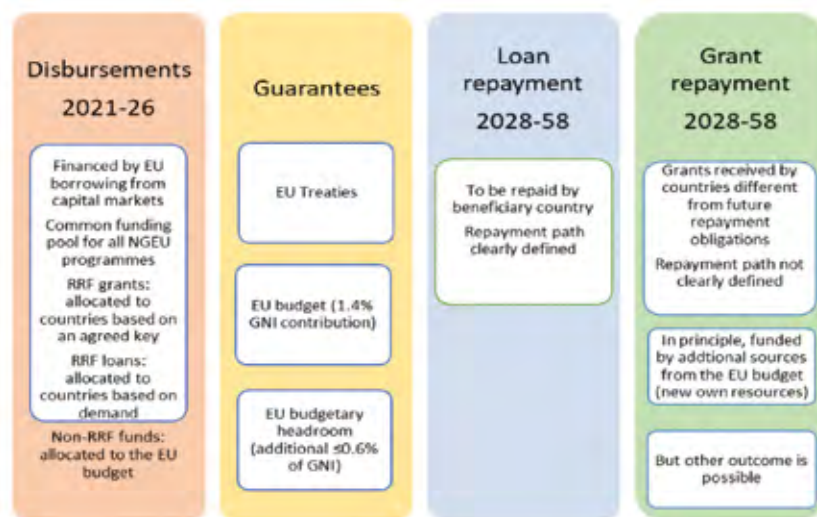 Disbursements
2021-26
Financed by EU
borrowing from
capital markets
Common funding
pool for all NGEU
programmes
RRF grants:
allocated to
countries based on
an agreed key
RRF loans:
allocated to
countries based on
demand
Non-RRF funds:
allocated to the EU
budget
Guarantees
EU Treaties
EU budget (1.4%
GNI contribution)
EU budgetary
headroom
(additional ≤0.6%
of GNI)
Loan
repayment
2028-58
To be repaid by
beneficiary country
Repayment path
clearly defined
Grant
repayment
2028-58
Grants received by
countries different
from future
repayment
obligations
Repayment path not
clearly defined
In principle, funded
by addtional sources
from the EU budget
(new own resources)
But other outcome is
possible